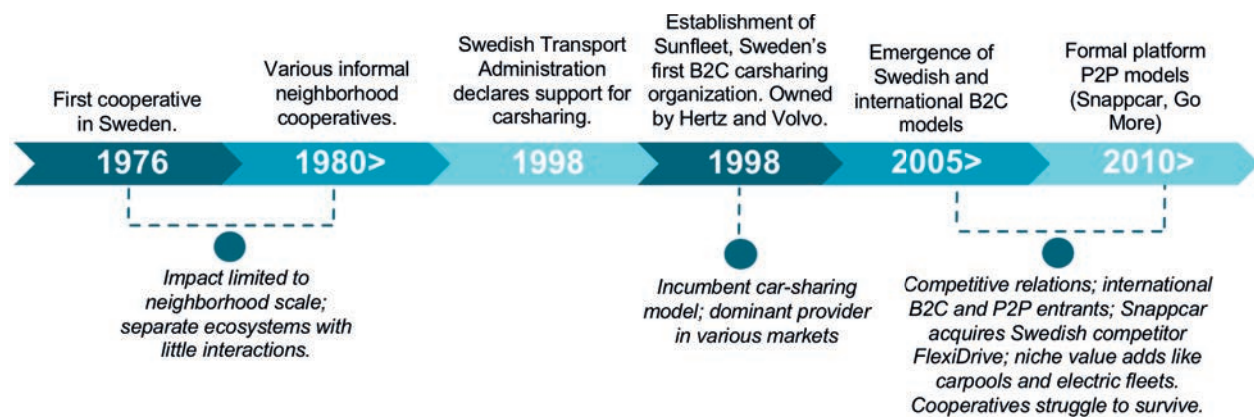 First cooperative
in Sweden.
Various informal
neighborhood
cooperatives.
Swedish Transport
Administration
declares support for
carsharing.
Establishment of
Sunfleet, Sweden's
first B2C carsharing
organization. Owned
by Hertz and Volvo.
Emergence of
Swedish and
international B2C
models
Formal platform
P2P models
(Snappcar, Go
More)
1976
1980>
1998
1998
2005>
2010>
Impact limited to
neighborhood scale;
separate ecosystems with
little interactions.
Incumbent car-sharing
model; dominant provider
in various markets
Competitive relations; international
B2C and P2P entrants; Snappcar
acquires Swedish competitor
FlexiDrive; niche value adds like
carpools and electric fleets.
Cooperatives struggle to survive.